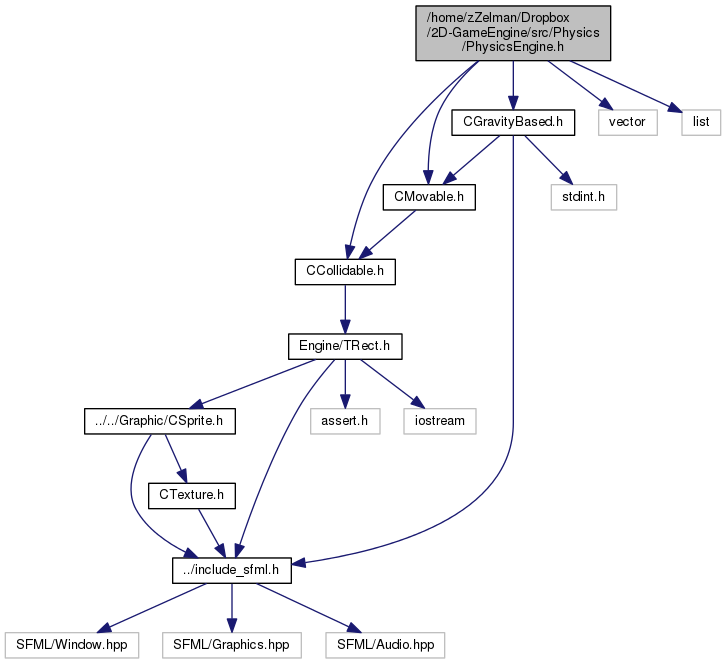 /home/zZelman/Dropbox
/2D-GameEngine/src/Physics
/PhysicsEngine.h
CGravityBased.h
vector
list
CMovable.h
stdint.h
CCollidable.h
Engine/TRect.h
../../Graphic/CSprite.h
assert.h
iostream
CTexture.h
../include_sfml.h
SFML/Window.hpp
SFML/Graphics.hpp
SFML/Audio.hpp